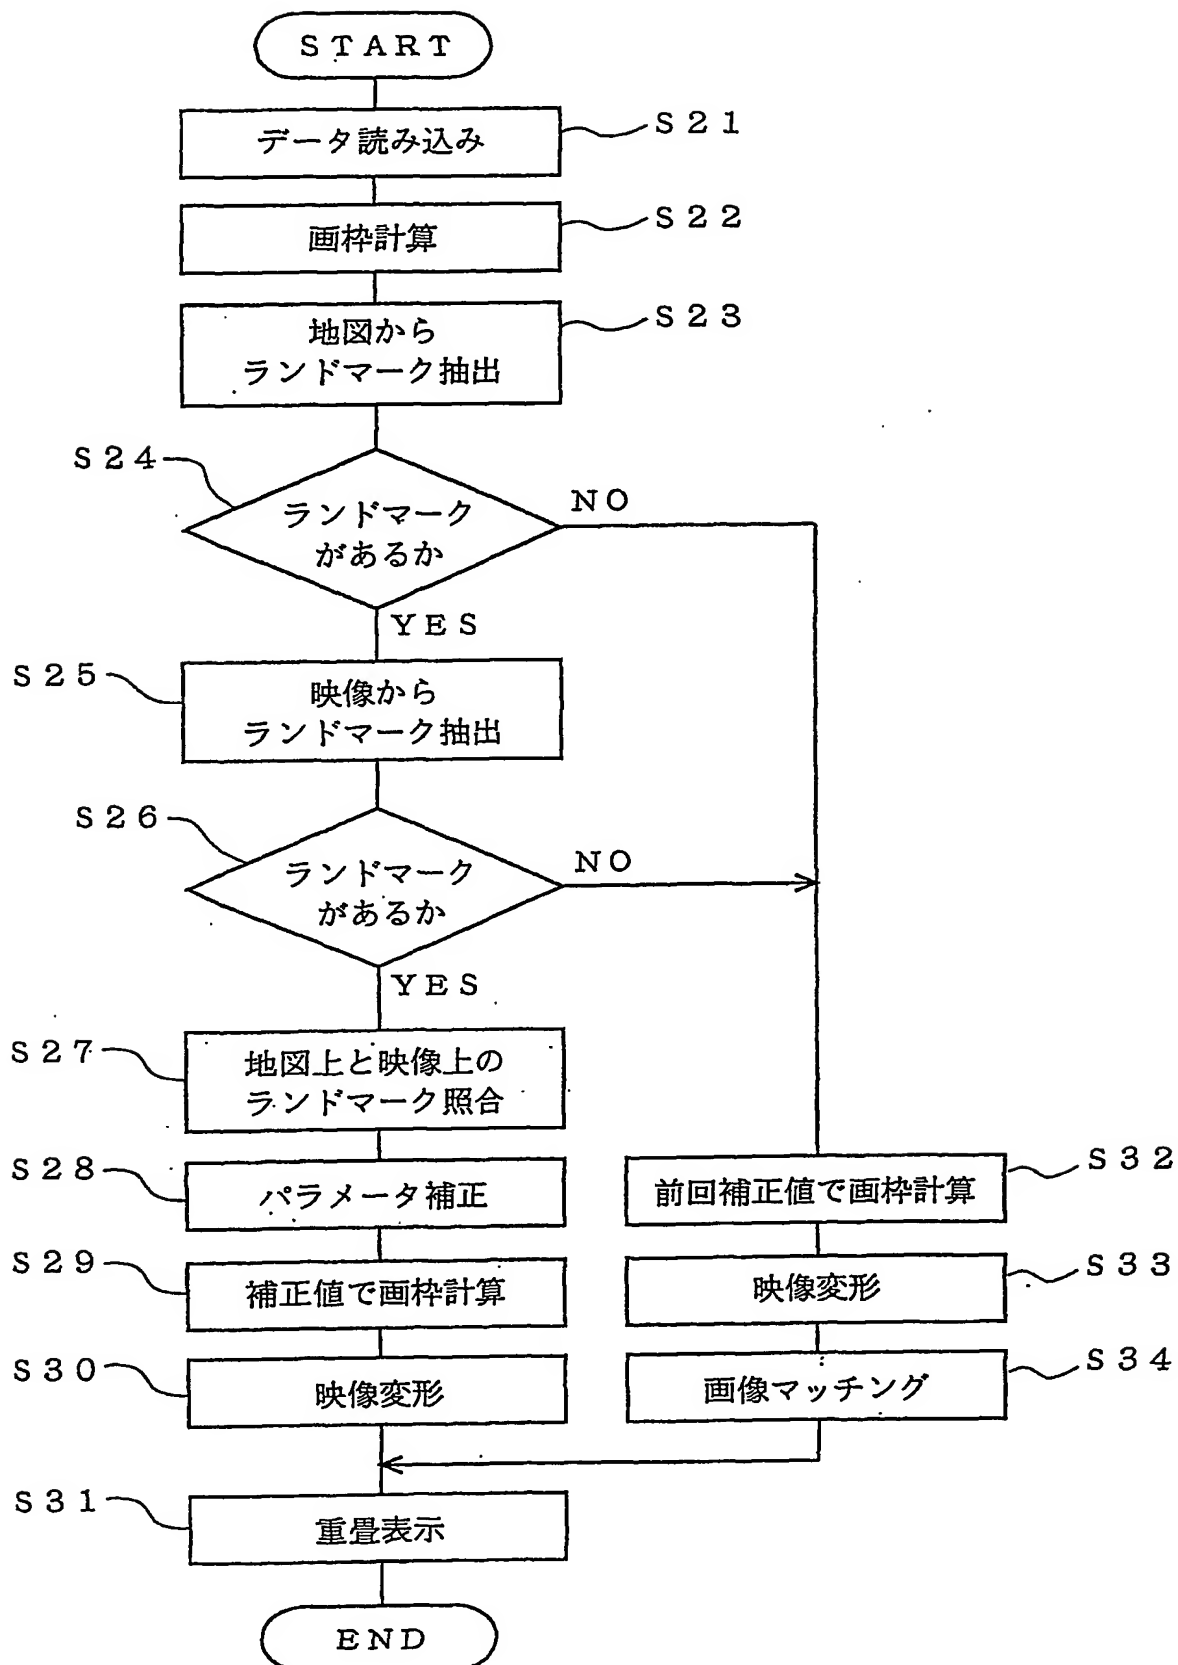 START
データ読み込み
S21
画枠計算
S22
地図から
ランドマーク抽出
S23
S24
ランドマーク
があるか
NO
YES
S25
映像から
ランドマーク抽出
S26
ランドマーク
があるか
NO
YES
S27
地図上と映像上の
ランドマーク照合
S28
パラメータ補正
S32
前回補正値で画枠計算
S29
補正値で画枠計算
S33
映像変形
S30
映像変形
S34
画像マッチング
S31
重畳表示
END